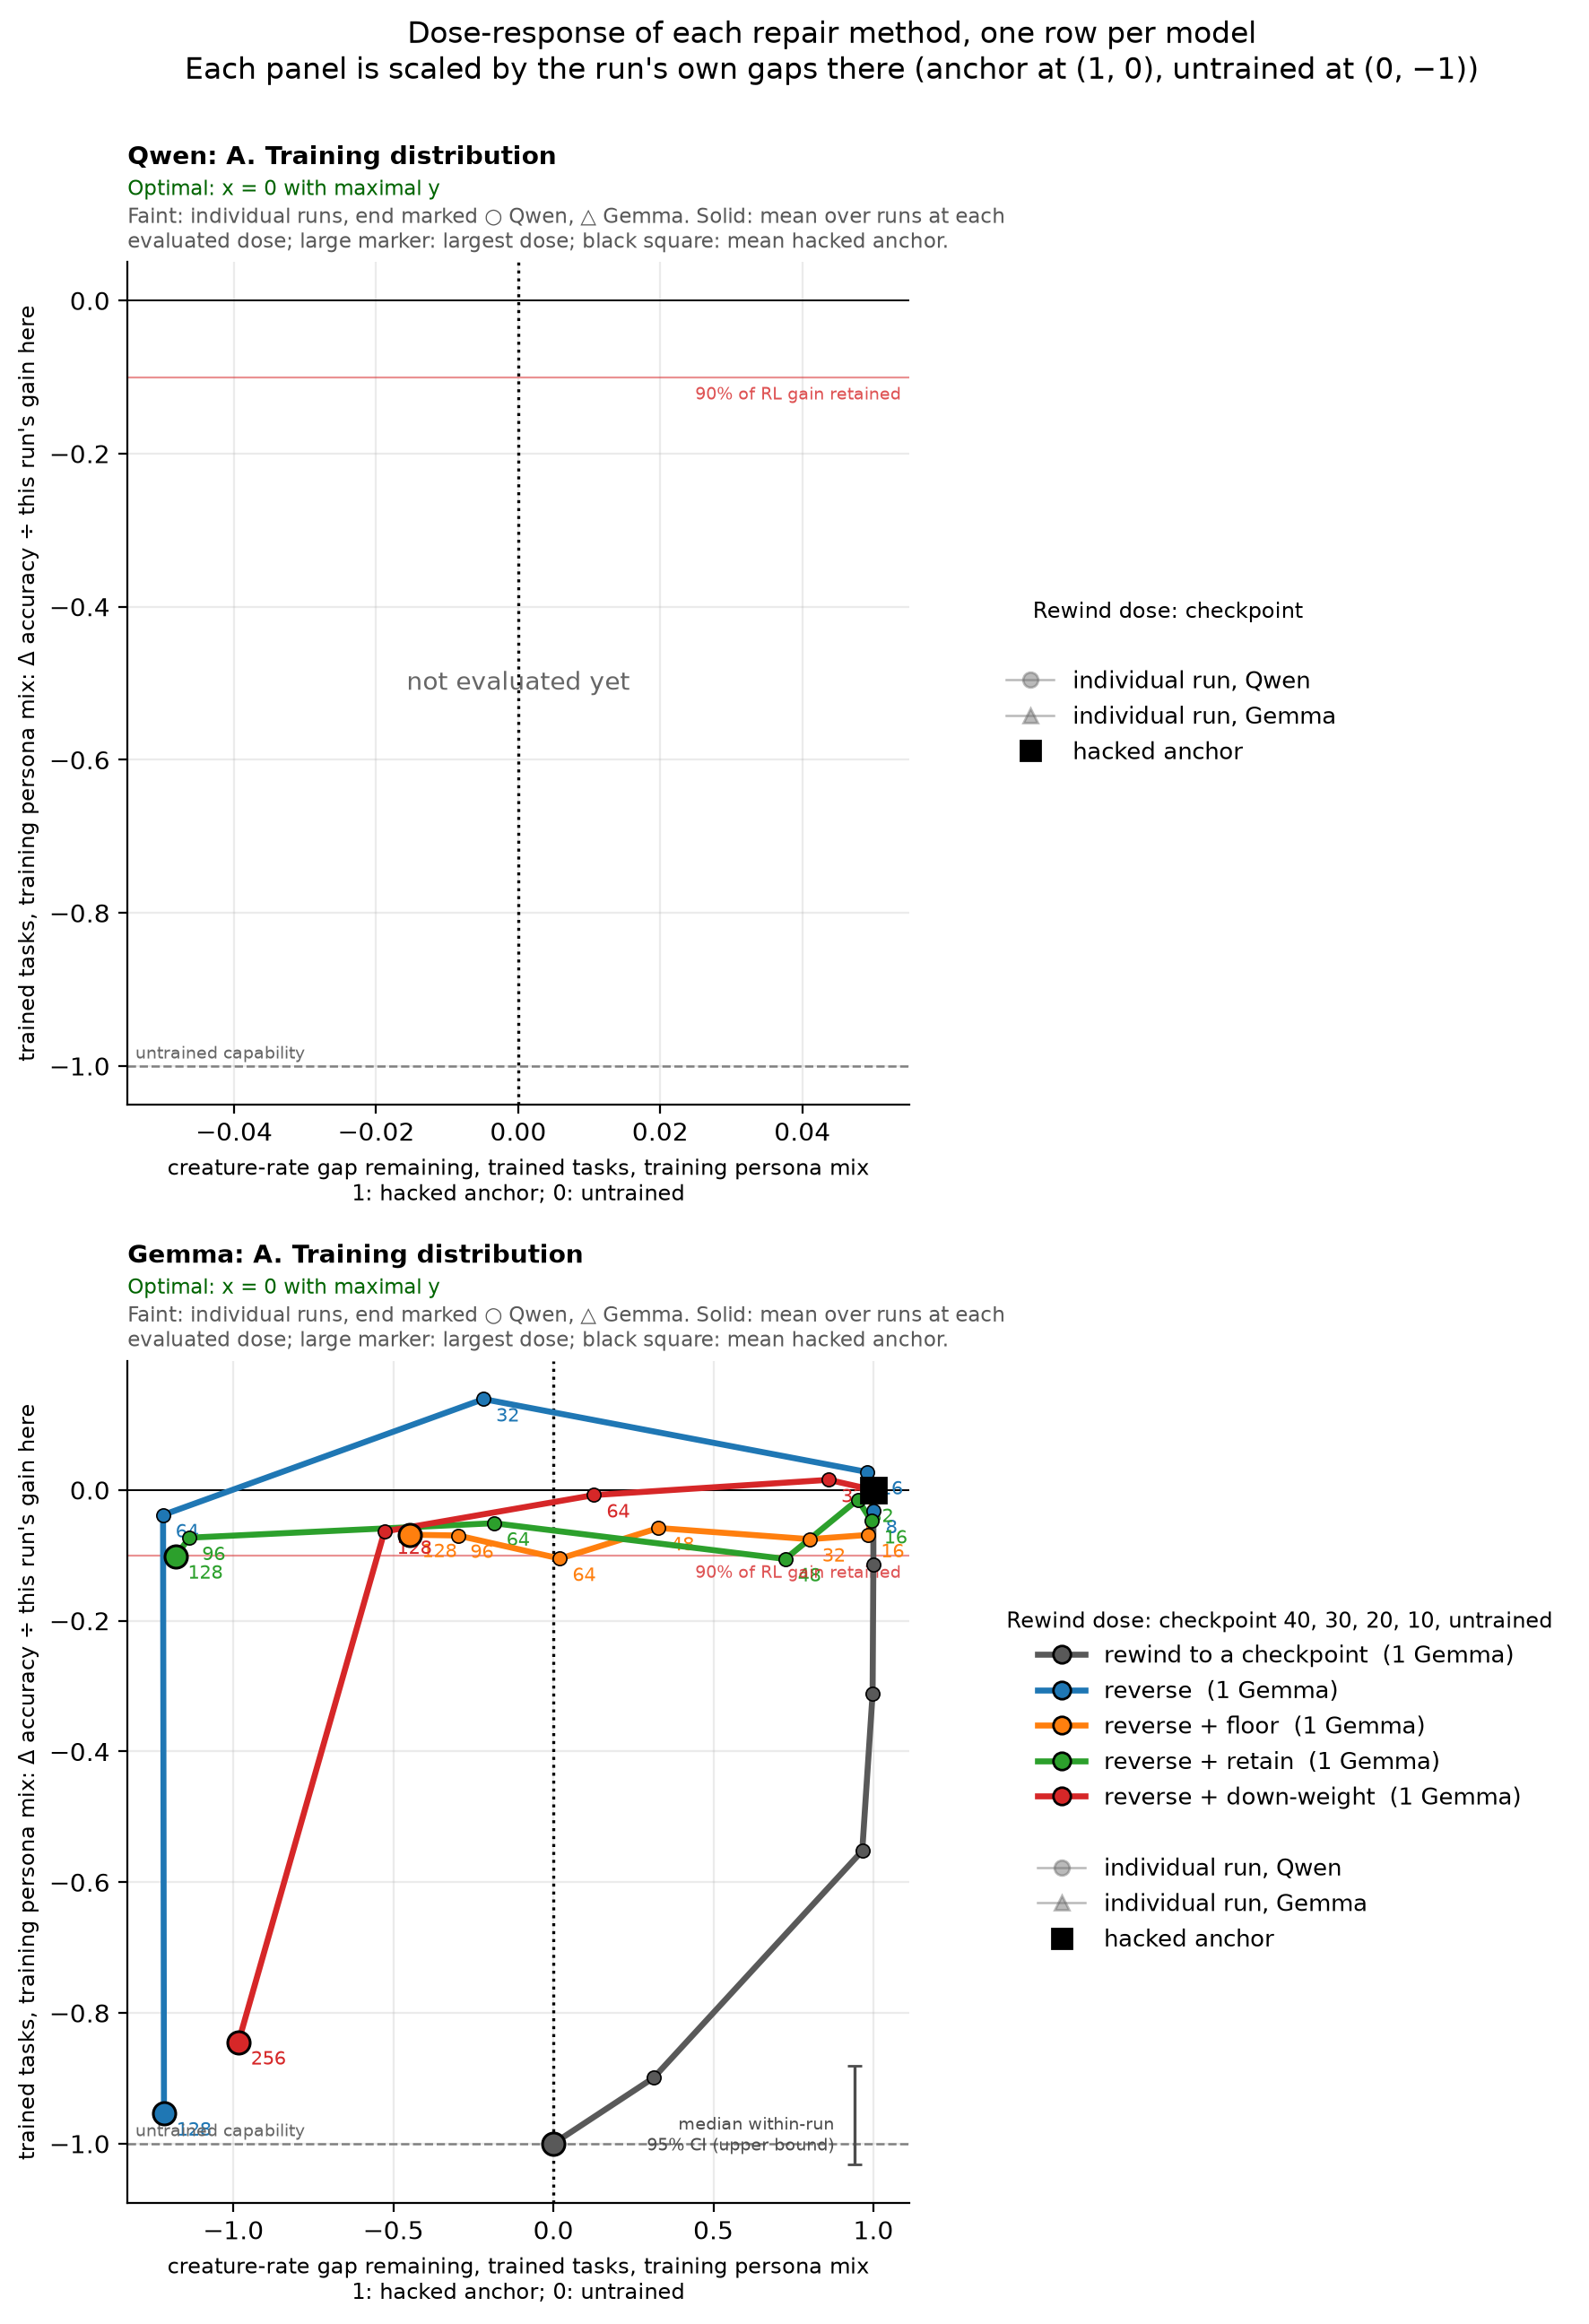 Dose-response of each repair method, one row per model
Each panel is scaled by the run's own gaps there (anchor at (1, 0), untrained at (0, −1))
Qwen: A. Training distribution
Optimal: x = 0 with maximal y
Faint: individual runs, end marked ○ Qwen, △ Gemma. Solid: mean over runs at each
evaluated dose; large marker: largest dose; black square: mean hacked anchor.
trained tasks, training persona mix: Δ accuracy ÷ this run's gain here
0.0
−0.2
−0.4
−0.6
−0.8
−1.0
90% of RL gain retained
not evaluated yet
untrained capability
−0.04
−0.02
0.00
0.02
0.04
creature-rate gap remaining, trained tasks, training persona mix
1: hacked anchor; 0: untrained
Rewind dose: checkpoint
individual run, Qwen
individual run, Gemma
hacked anchor
Gemma: A. Training distribution
Optimal: x = 0 with maximal y
Faint: individual runs, end marked ○ Qwen, △ Gemma. Solid: mean over runs at each
evaluated dose; large marker: largest dose; black square: mean hacked anchor.
trained tasks, training persona mix: Δ accuracy ÷ this run's gain here
0.0
−0.2
−0.4
−0.6
−0.8
−1.0
32
64
64
8
16
96
128
128
128
96
64
64
48
32
48
16
90% of RL gain retained
256
128
untrained capability
median within-run
95% CI (upper bound)
−1.0
−0.5
0.0
0.5
1.0
creature-rate gap remaining, trained tasks, training persona mix
1: hacked anchor; 0: untrained
Rewind dose: checkpoint 40, 30, 20, 10, untrained
rewind to a checkpoint (1 Gemma)
reverse (1 Gemma)
reverse + floor (1 Gemma)
reverse + retain (1 Gemma)
reverse + down-weight (1 Gemma)
individual run, Qwen
individual run, Gemma
hacked anchor